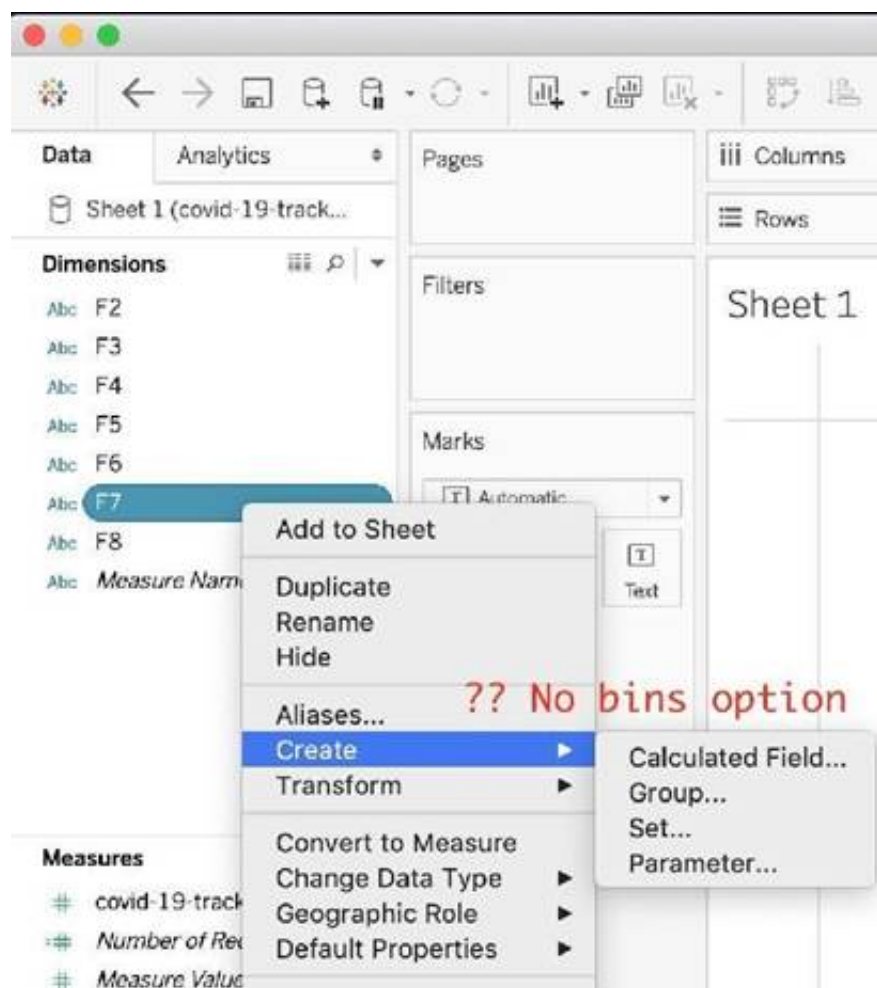 Data
Analytics
Pages
iii Columns
Sheet 1 (covid-19-track...
Rows
Dimensions
Filters
Sheet 1
Abc F2
Abc F3
Abc F4
Abc F5
Marks
Abc F6
Abc F7
T Automatic
Add to Sheet
Abc F8
T
Abc Measure Nam
Duplicate
Text
Rename
Hide
?? No bins option
Aliases...
Create
Calculated Field...
Transform
Group...
Set...
Convert to Measure
Measures
Parameter...
Change Data Type
# covid-19-track
Geographic Role
=# Number of Rec
Default Properties
# Measure Value